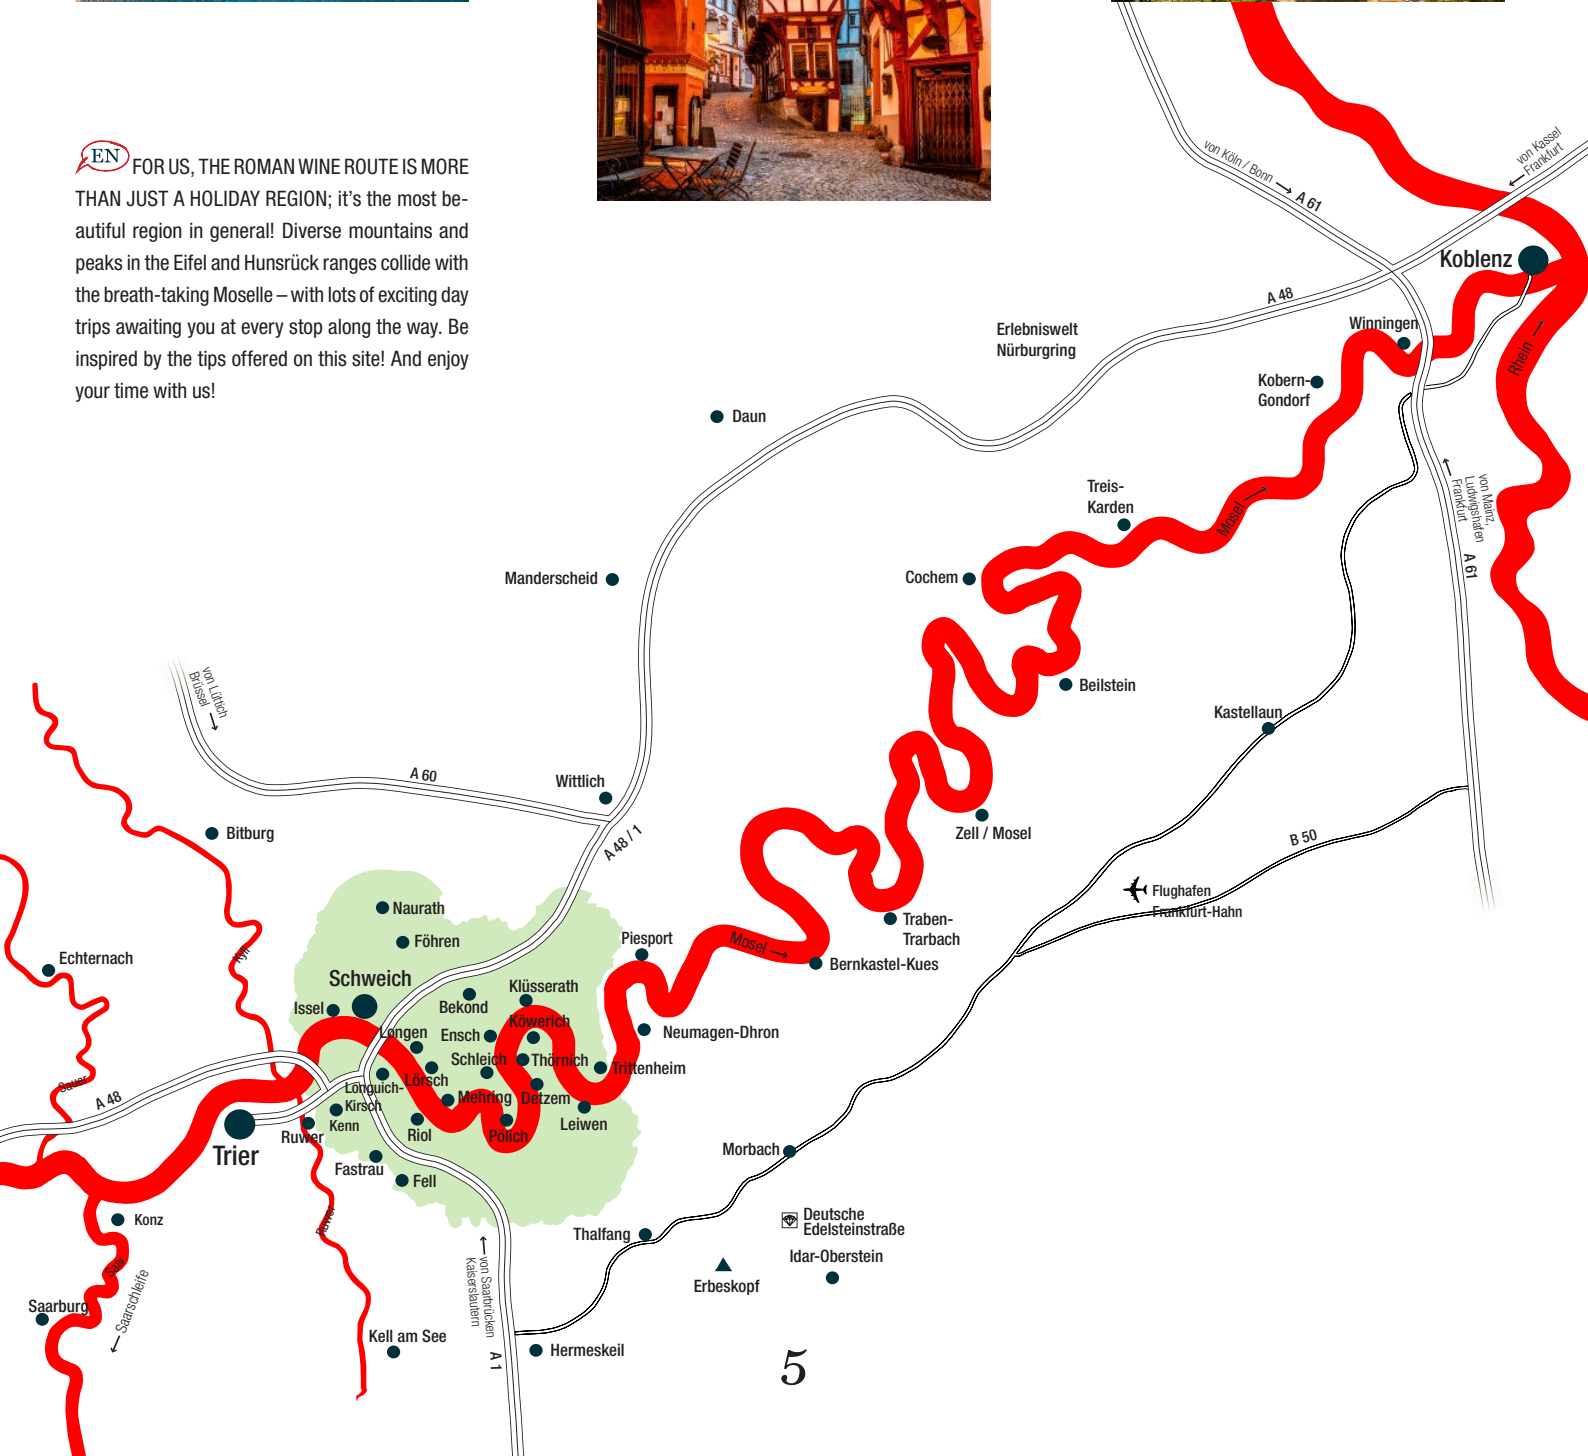 EN FOR US, THE ROMAN WINE ROUTE IS MORE
THAN JUST A HOLIDAY REGION; it’s the most be-
autiful region in general! Diverse mountains and
peaks in the Eifel and Hunsrück ranges collide with
the breath-taking Moselle – with lots of exciting day
trips awaiting you at every stop along the way. Be
inspired by the tips offered on this site! And enjoy
your time with us!
von Köln / Bonn →
A 61
von Kassel
Frankfurt
←
Koblenz
A 48
Winningen
Erlebniswelt
Nürburgring
Rhein →
Kobern-
Gondorf
Daun
Treis-
Karden
Mosel →
von Mainz,
Ludwigshafen
Frankfurt
←
A 61
Manderscheid
Cochem
Beilstein
von Lüttich
Brüssel →
Kastellaun
A 60
Wittlich
Bitburg
A 48 / 1
Zell / Mosel
B 50
Flughafen
Frankfurt-Hahn
Naurath
Föhren
Traben-
Trarbach
Piesport
Mosel →
Kyll
Echternach
Bernkastel-Kues
Schweich
Klüsserath
Issel
Bekond
Köwerich
Longen
Ensch
Neumagen-Dhron
Schleich
Thörnich
Trittenheim
Sauer
Lörsch
Longuich-
Kirsch
Mehring
Detzem
A 48
Kenn
Leiwen
Ruwer
Riol
Pölich
Trier
Fastrau
Morbach
Fell
Konz
Ruwer
Deutsche
Edelsteinstraße
Thalfang
Idar-Oberstein
Saar
Erbeskopf
← von Saarbrücken
Kaiserslautern
A 1
← Saarschleife
Saarburg
Kell am See
Hermeskeil
5